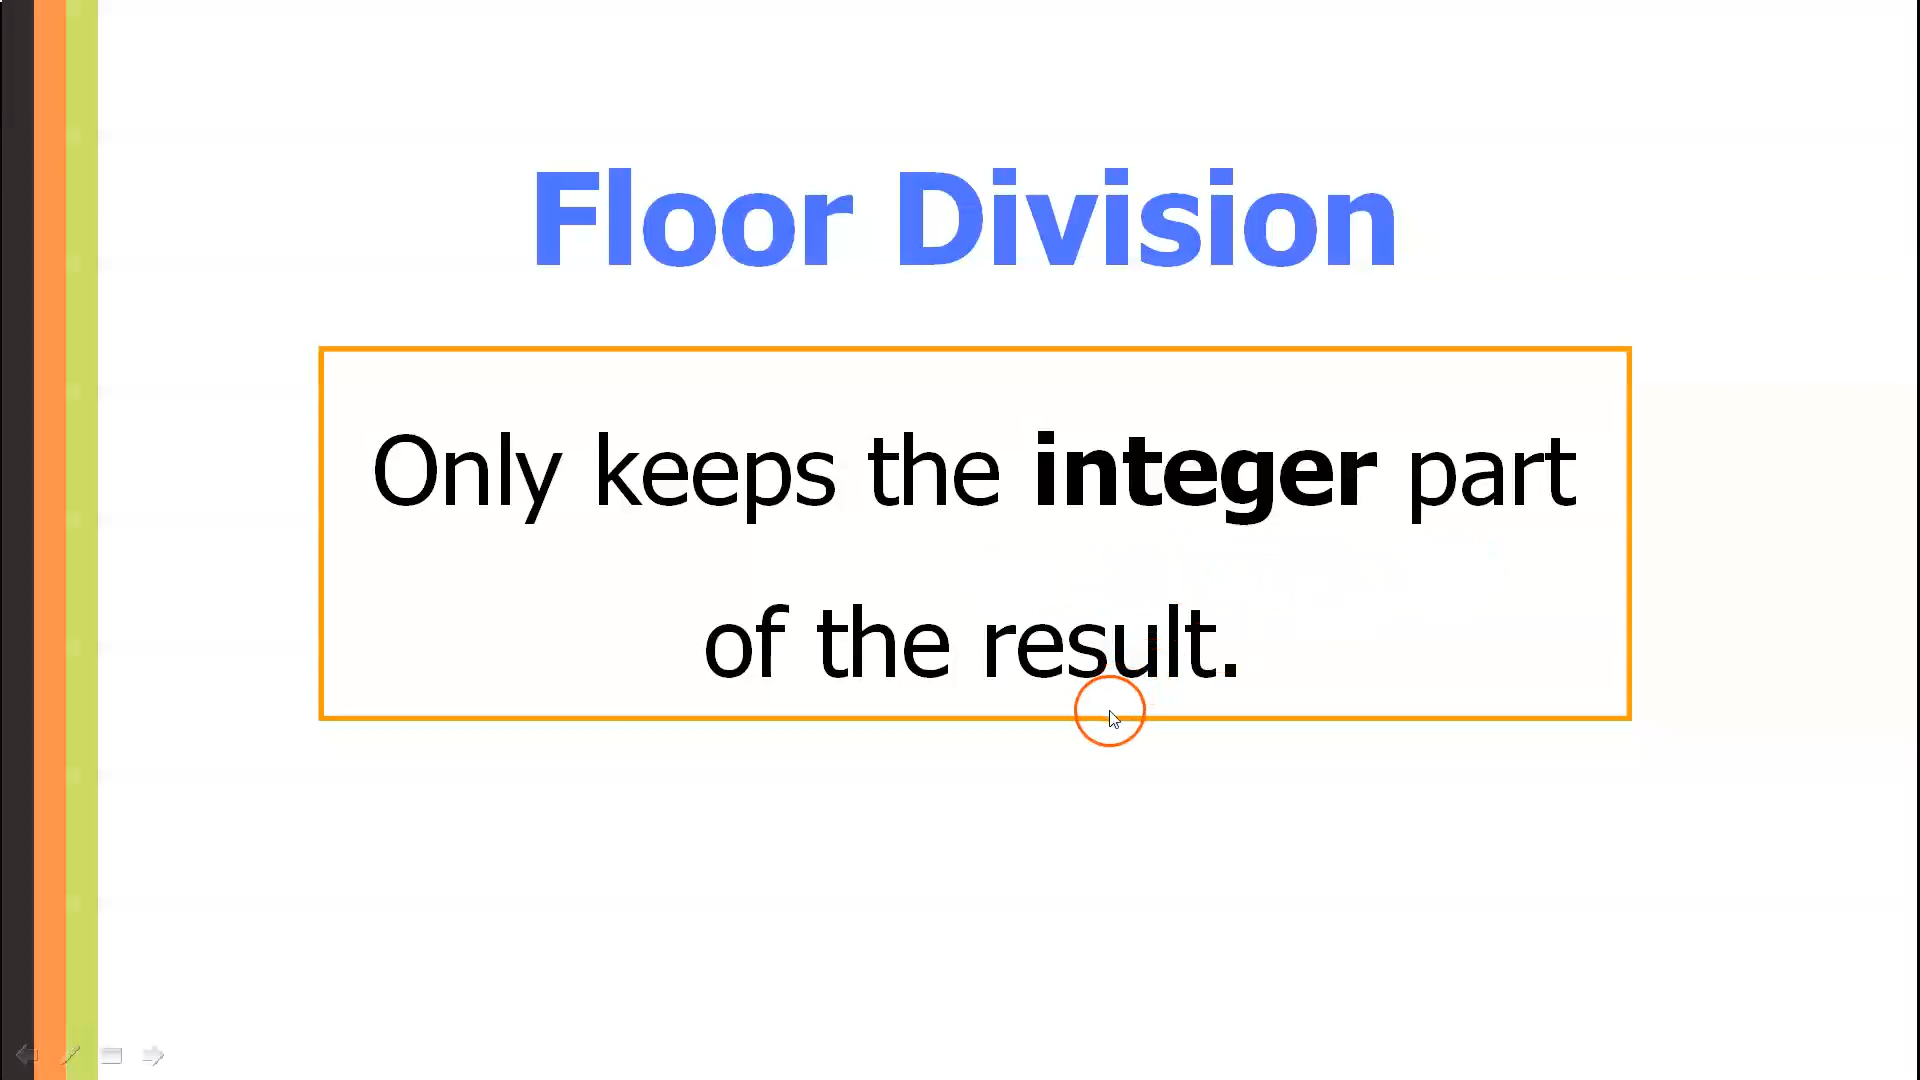 Floor Division
Only keeps the integer part
of the result.